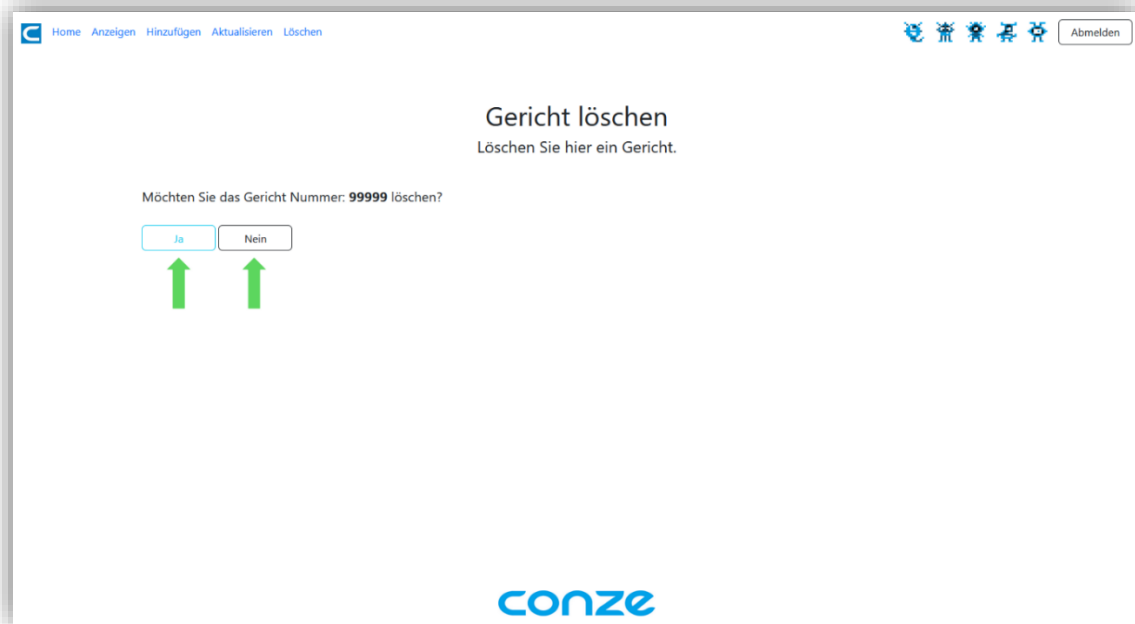 Home Anzeigen Hinzufügen Aktualisieren Löschen Abmelden
Gericht löschen
Löschen Sie hier ein Gericht.
Möchten Sie das Gericht Nummer: 99999 löschen?
Ja Nein
conze